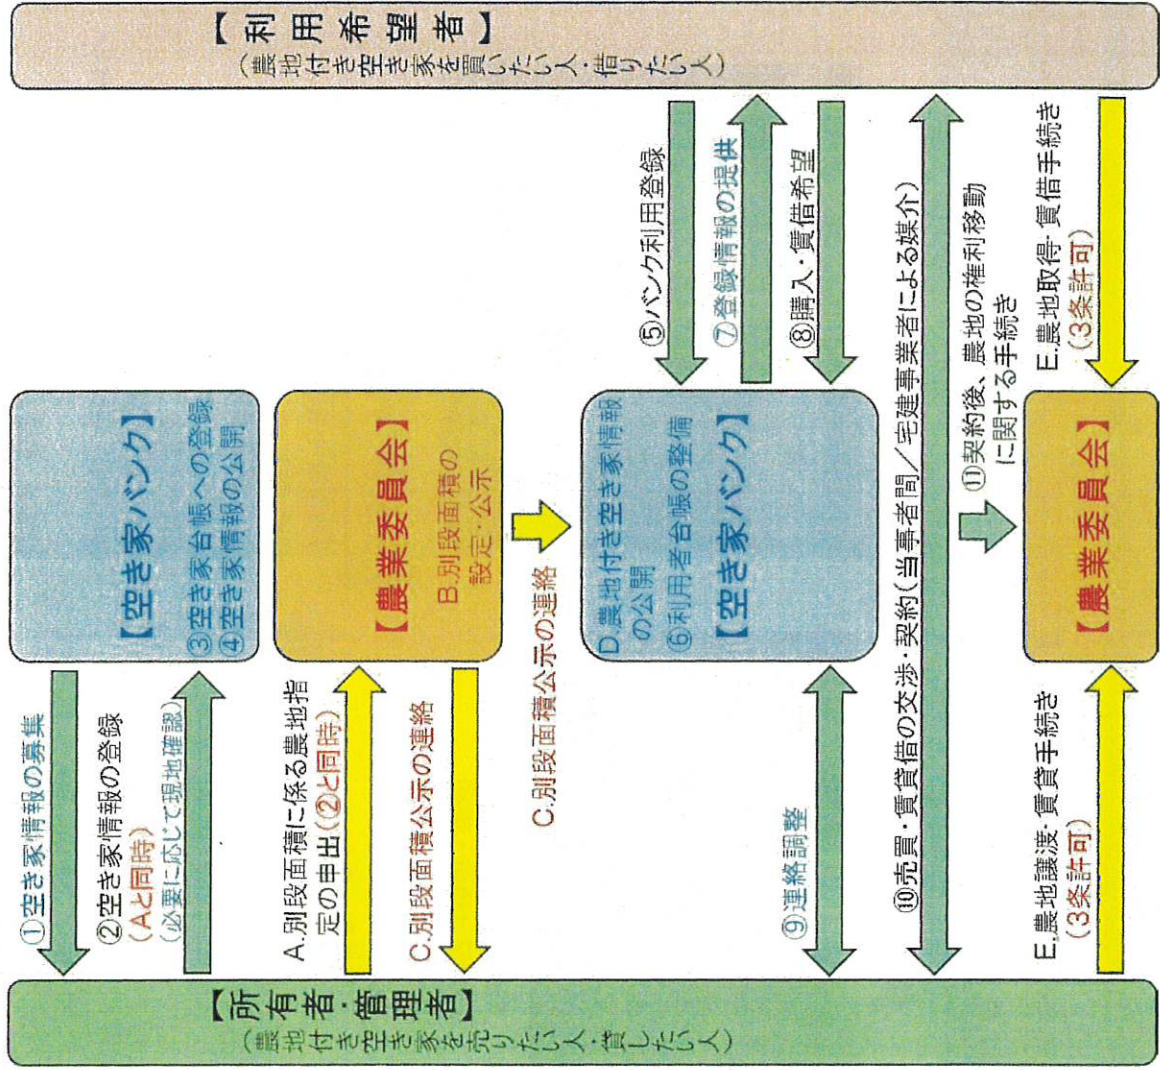 【所有者・管理者】
(農地付き空き家を売りたい人・貸したい人)
①空き家情報の募集
②空き家情報の登録
(Aと同時)
(必要に応じて現地確認)
【空き家バンク】
③空き家台帳への登録
④空き家情報の公開
A.別段面積に係る農地指
定の申出(②と同時)
C.別段面積公示の連絡
【農業委員会】
B.別段面積の
設定・公示
C.別段面積公示の連絡
⑨連絡調整
D.農地付き空き家情報
の公開
⑥利用者台帳の整備
【空き家バンク】
⑤バンク利用登録
⑦登録情報の提供
⑧購入・賃借希望
⑩売買・賃貸借の交渉・契約(当事者間/宅建事業者による媒介)
⑪契約後、農地の権利移動
に関する手続き
E.農地譲渡・賃貸手続き
(3条許可)
【農業委員会】
E.農地取得・賃借手続き
(3条許可)
【利用希望者】
(農地付き空き家を買いたい人・借りたい人)